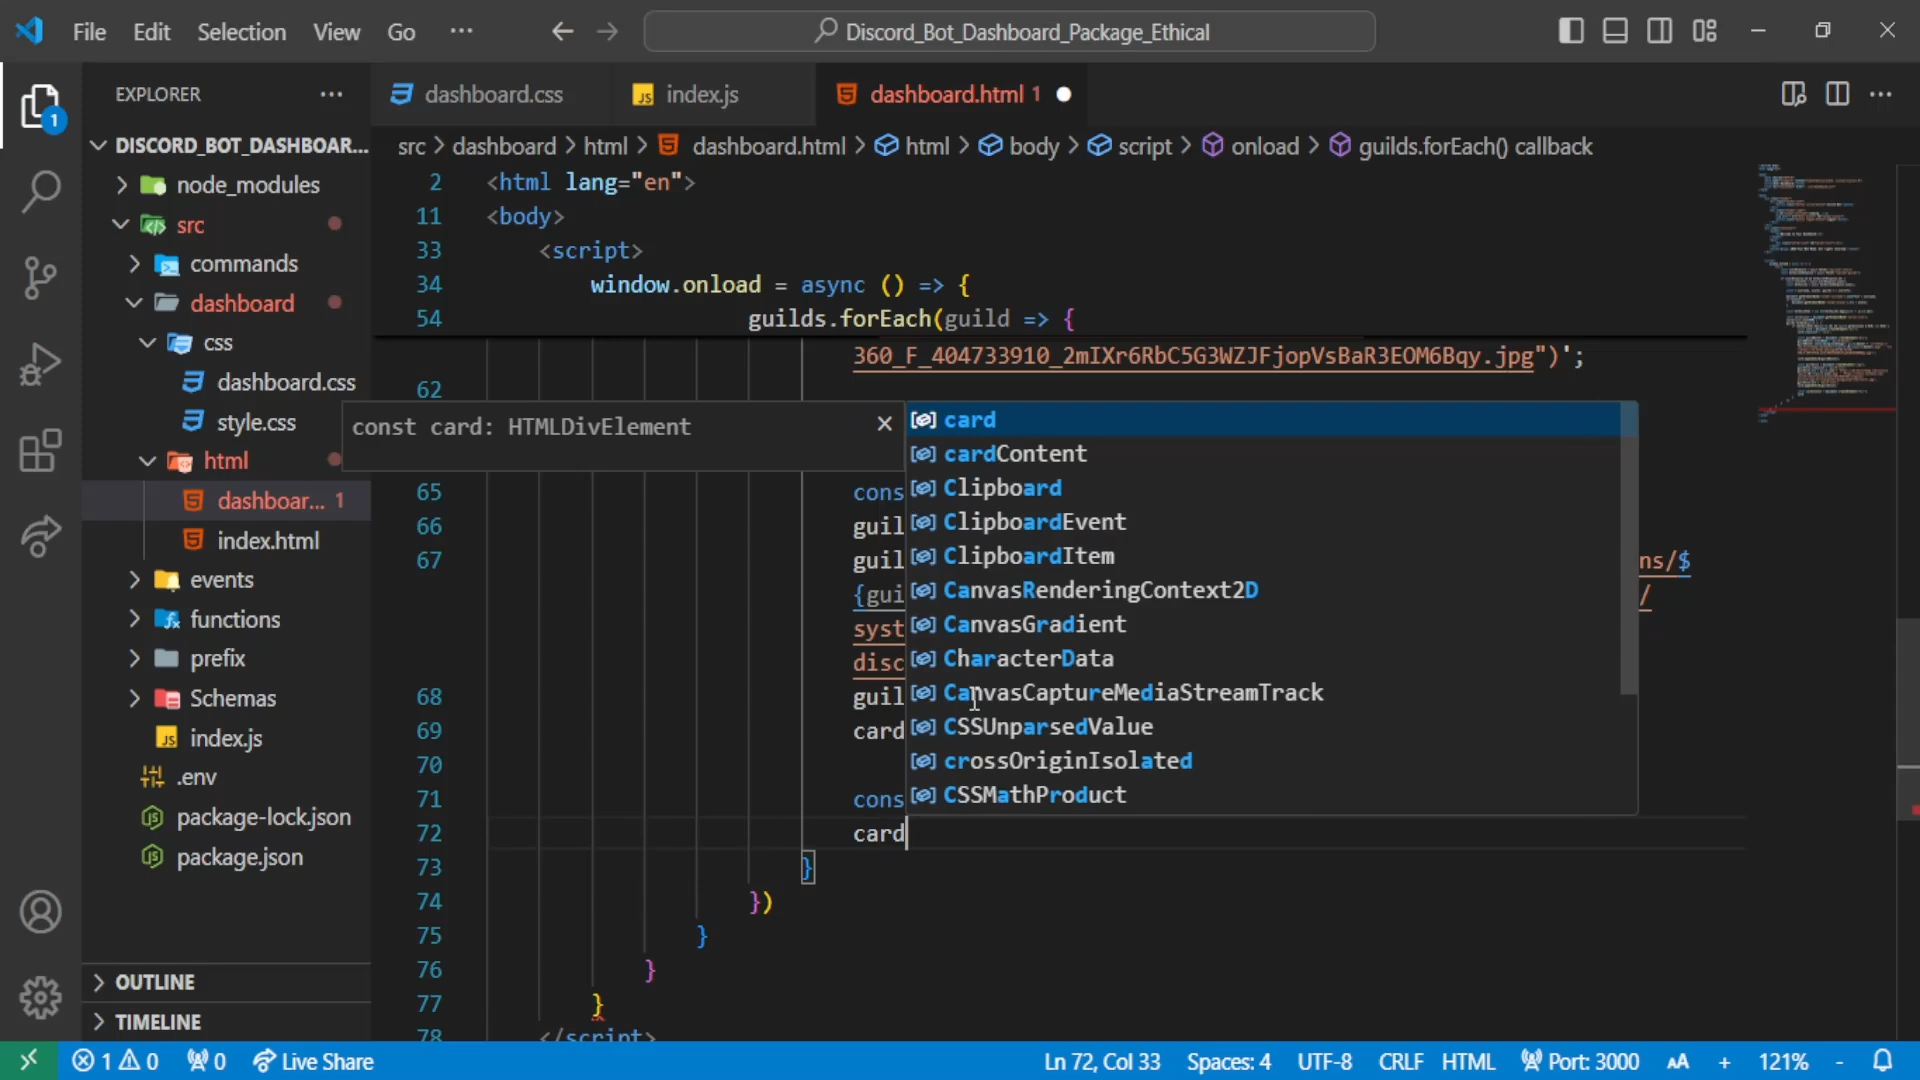 File Edit Selection View Go ··· Discord_Bot_Dashboard_Package_Ethical
EXPLORER ···
dashboard.css index.js dashboard.html 1
DISCORD_BOT_DASHBOAR...
src > dashboard > html > dashboard.html > html > body > script > onload > guilds.forEach() callback
node_modules
src
commands
dashboard
css
dashboard.css
style.css
html
dashboar... 1
index.html
events
functions
prefix
Schemas
index.js
.env
package-lock.json
package.json
OUTLINE
TIMELINE
1
2 <html lang="en">
11 <body>
33 <script>
34 window.onload = async () => {
54 guilds.forEach(guild => {
360_F_404733910_2mIXr6RbC5G3WZJFjopVsBaR3EOM6Bqy.jpg")';
62
const card: HTMLDivElement
card
cardContent
Clipboard
ClipboardEvent
ClipboardItem
CanvasRenderingContext2D
CanvasGradient
CharacterData
CanvasCaptureMediaStreamTrack
CSSUnparsedValue
crossOriginIsolated
CSSMathProduct
65 cons
66 guil
67 guil ns/$
{gui /
syst
disc
68 guil
69 card
70
71 cons
72 card
73 }
74 })
75 }
76 }
77 }
78 </script>
1 0 0 Live Share Ln 72, Col 33 Spaces: 4 UTF-8 CRLF HTML Port: 3000 AA + 121% -